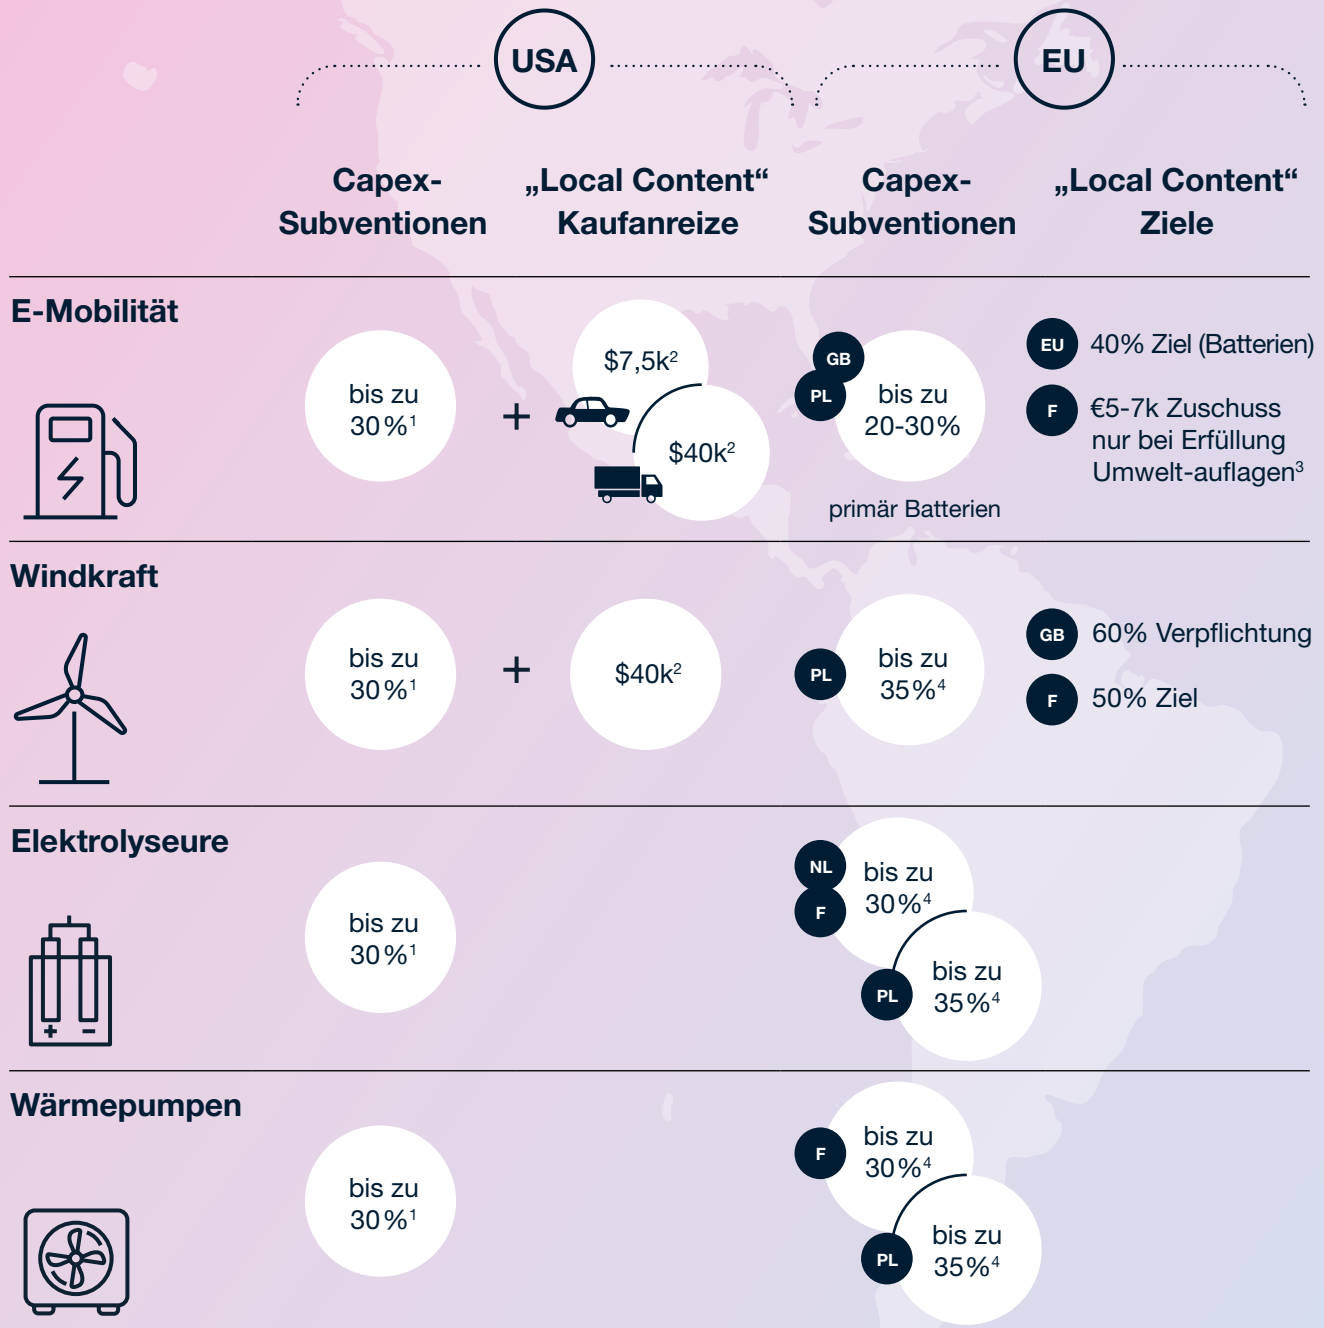 USA
EU
Capex-
Subventionen
„Local Content“
Kaufanreize
Capex-
Subventionen
„Local Content“
Ziele
E-Mobilität
bis zu
30%¹
+
$7,5k²
$40k²
GB
PL
bis zu
20-30%
primär Batterien
EU
40% Ziel (Batterien)
F
€5-7k Zuschuss
nur bei Erfüllung
Umwelt-auflagen³
Windkraft
bis zu
30%¹
+
$40k²
PL
bis zu
35%⁴
GB
60% Verpflichtung
F
50% Ziel
Elektrolyseure
+ −
bis zu
30%¹
NL
F
bis zu
30%⁴
PL
bis zu
35%⁴
Wärmepumpen
bis zu
30%¹
F
bis zu
30%⁴
PL
bis zu
35%⁴